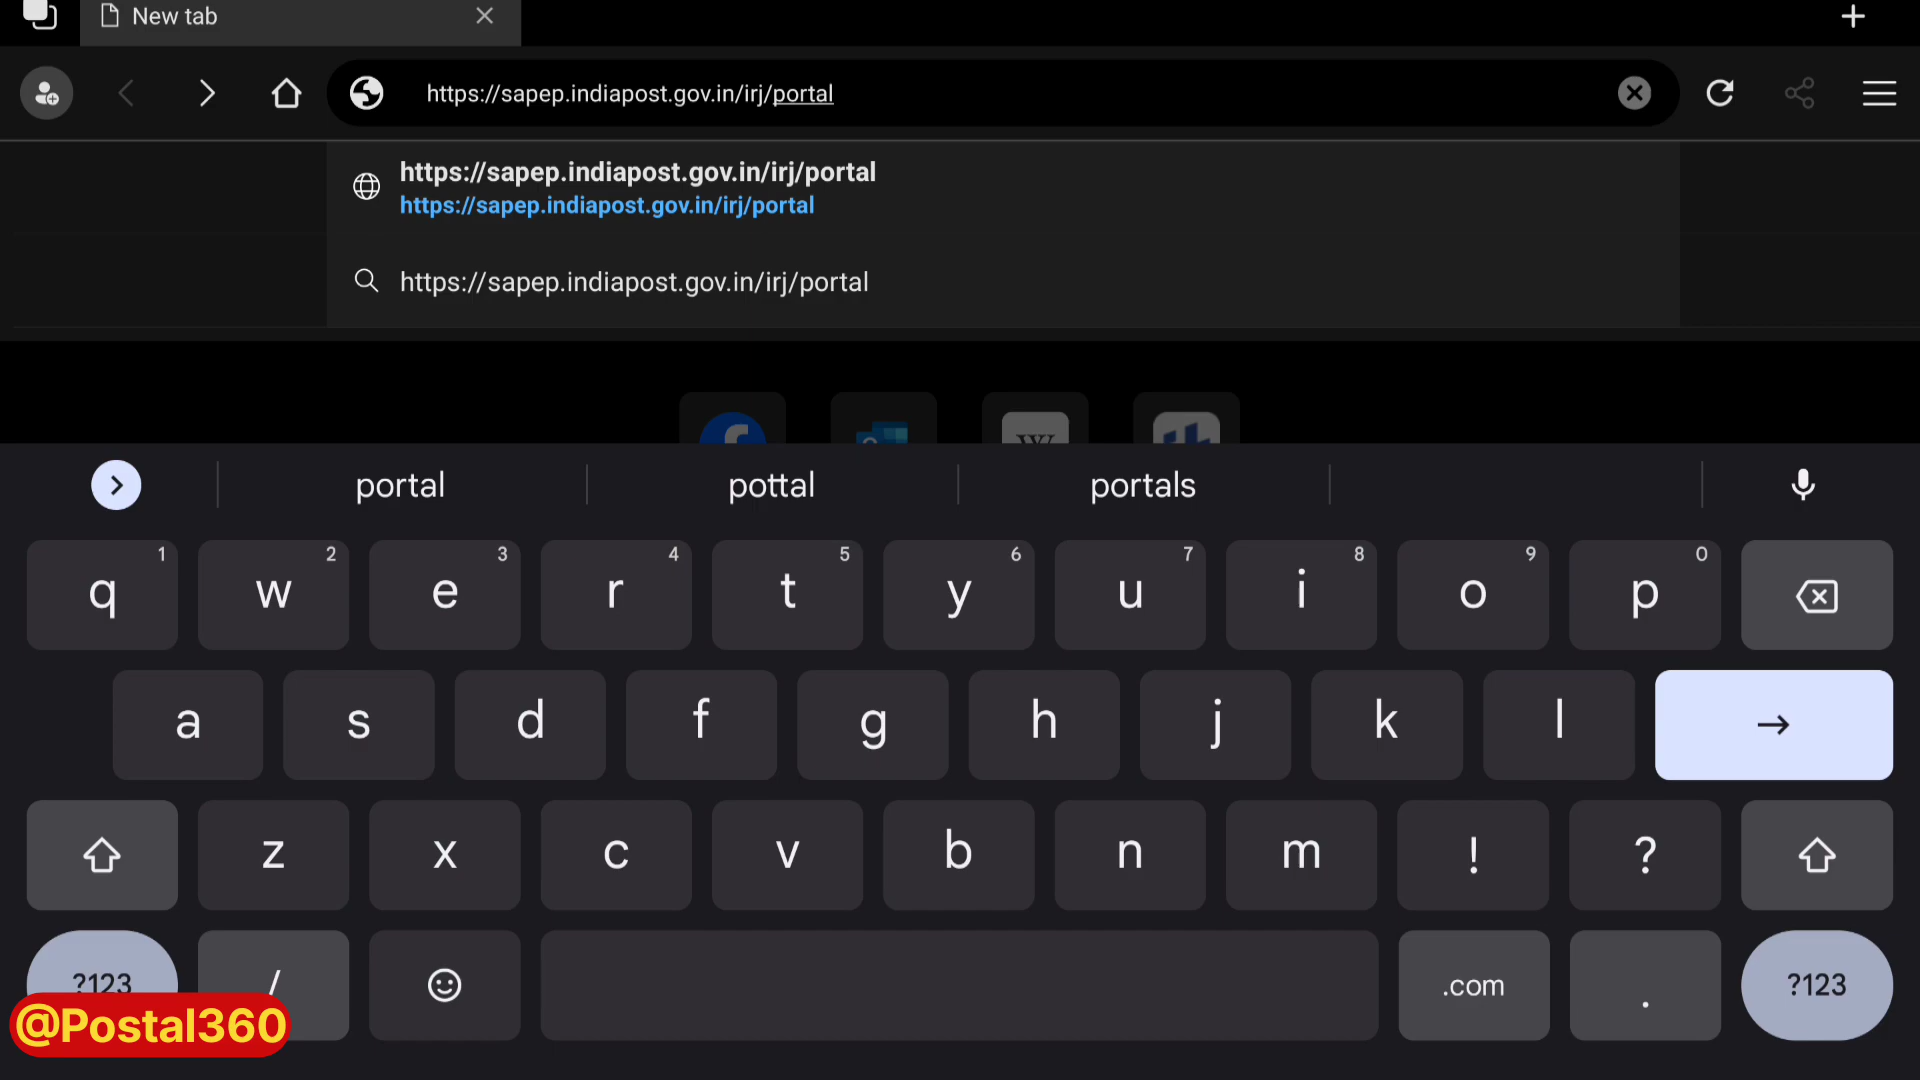 New tab
https://sapep.indiapost.gov.in/irj/portal
https://sapep.indiapost.gov.in/irj/portal
https://sapep.indiapost.gov.in/irj/portal
https://sapep.indiapost.gov.in/irj/portal
portal pottal portals
1 2 3 4 5 6 7 8 9 0
q w e r t y u i o p
a s d f g h j k l
z x c v b n m ! ?
?123 / .com . ?123
@Postal360